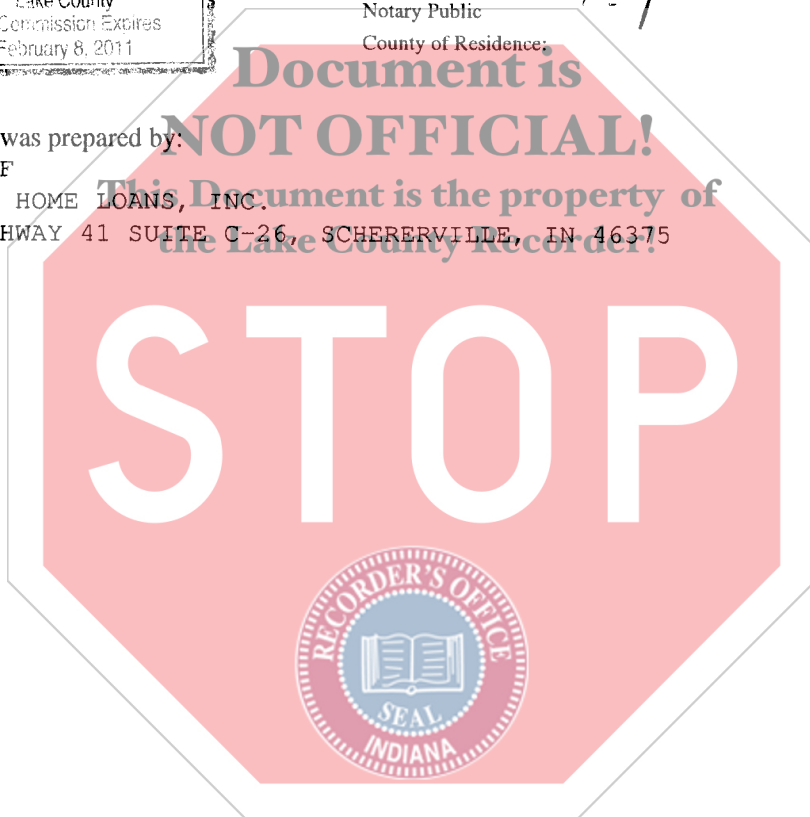 Lake County
Commission Expires
February 8, 2011
Notary Public
County of Residence:
Document is
NOT OFFICIAL!
was prepared by:
F
This Document is the property of
HOME LOANS, INC.
the Lake County Recorder!
HWAY 41 SUITE C-26, SCHERERVILLE, IN 46375
STOP
RECORDER'S OFFICE
SEAL
INDIANA